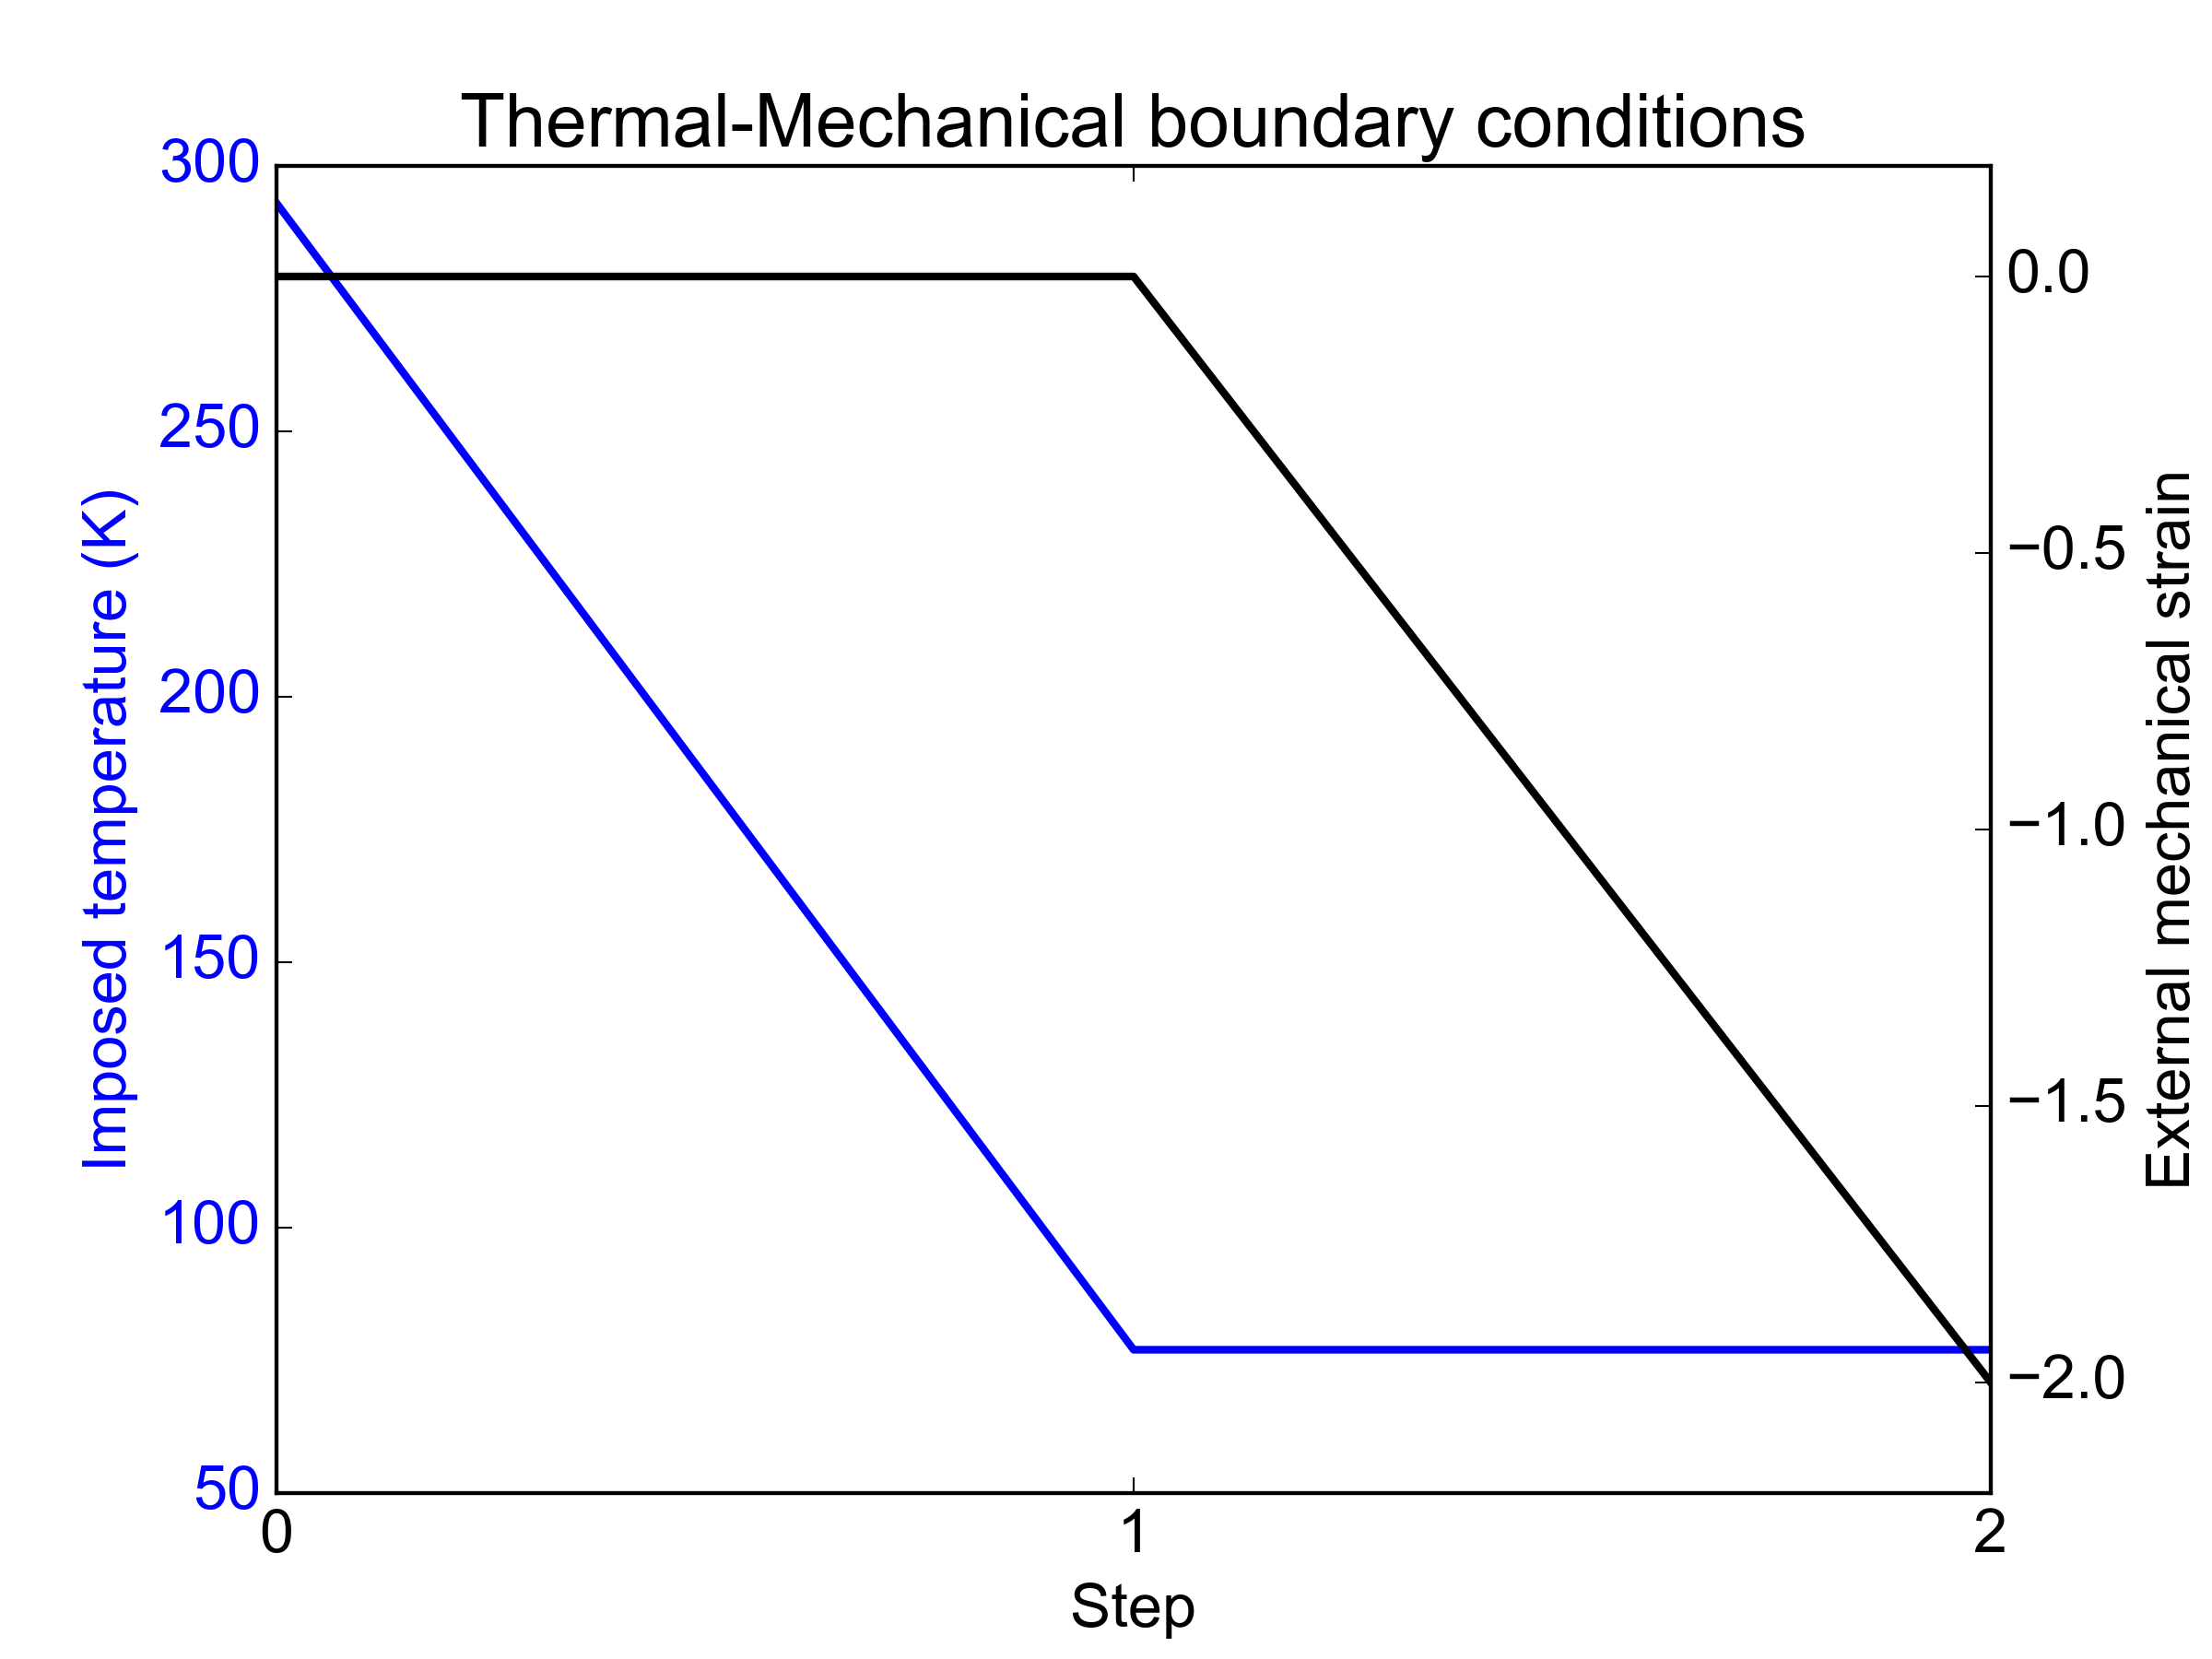 Thermal-Mechanical boundary conditions
300
250
200
150
100
50
Imposed temperature (K)
0.0
−0.5
−1.0
−1.5
−2.0
External mechanical strain
0 1 2
Step